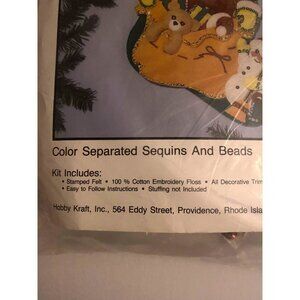 Color Separated Sequins And Beads
Kit Includes:
• Stamped Felt • 100 % Cotton Embroidery Floss • All Decorative Trim
• Easy to Follow Instructions • Stuffing not Included
Hobby Kraft, Inc., 564 Eddy Street, Providence, Rhode Isla